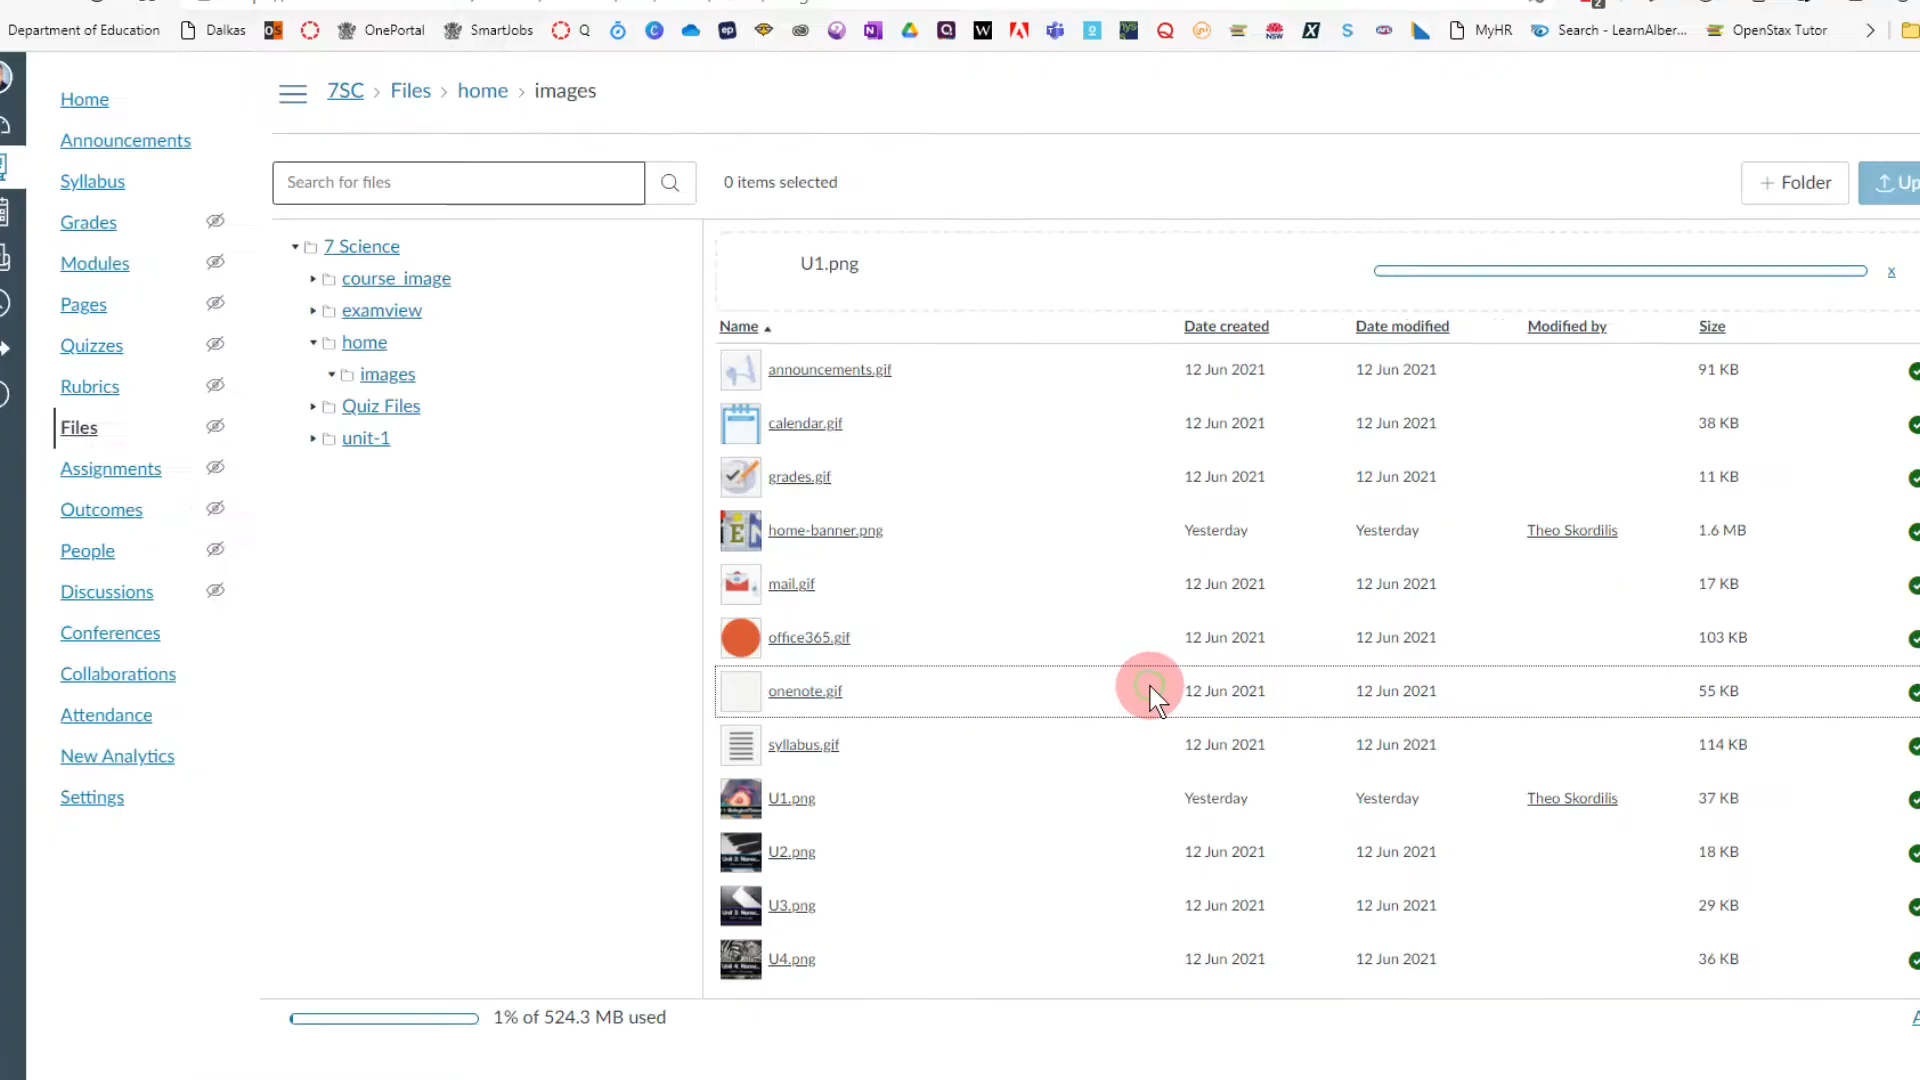 Department of Education Dalkas OnePortal SmartJobs Q MyHR Search - LearnAlber... OpenStax Tutor
7SC > Files > home > images
Home
Announcements
Syllabus
Grades
Modules
Pages
Quizzes
Rubrics
Files
Assignments
Outcomes
People
Discussions
Conferences
Collaborations
Attendance
New Analytics
Settings
Search for files
0 items selected
+ Folder
Up
7 Science
course_image
examview
home
images
Quiz Files
unit-1
U1.png x
Name Date created Date modified Modified by Size
announcements.gif 12 Jun 2021 12 Jun 2021 91 KB
calendar.gif 12 Jun 2021 12 Jun 2021 38 KB
grades.gif 12 Jun 2021 12 Jun 2021 11 KB
home-banner.png Yesterday Yesterday Theo Skordilis 1.6 MB
mail.gif 12 Jun 2021 12 Jun 2021 17 KB
office365.gif 12 Jun 2021 12 Jun 2021 103 KB
onenote.gif 12 Jun 2021 12 Jun 2021 55 KB
syllabus.gif 12 Jun 2021 12 Jun 2021 114 KB
U1.png Yesterday Yesterday Theo Skordilis 37 KB
U2.png 12 Jun 2021 12 Jun 2021 18 KB
U3.png 12 Jun 2021 12 Jun 2021 29 KB
U4.png 12 Jun 2021 12 Jun 2021 36 KB
1% of 524.3 MB used